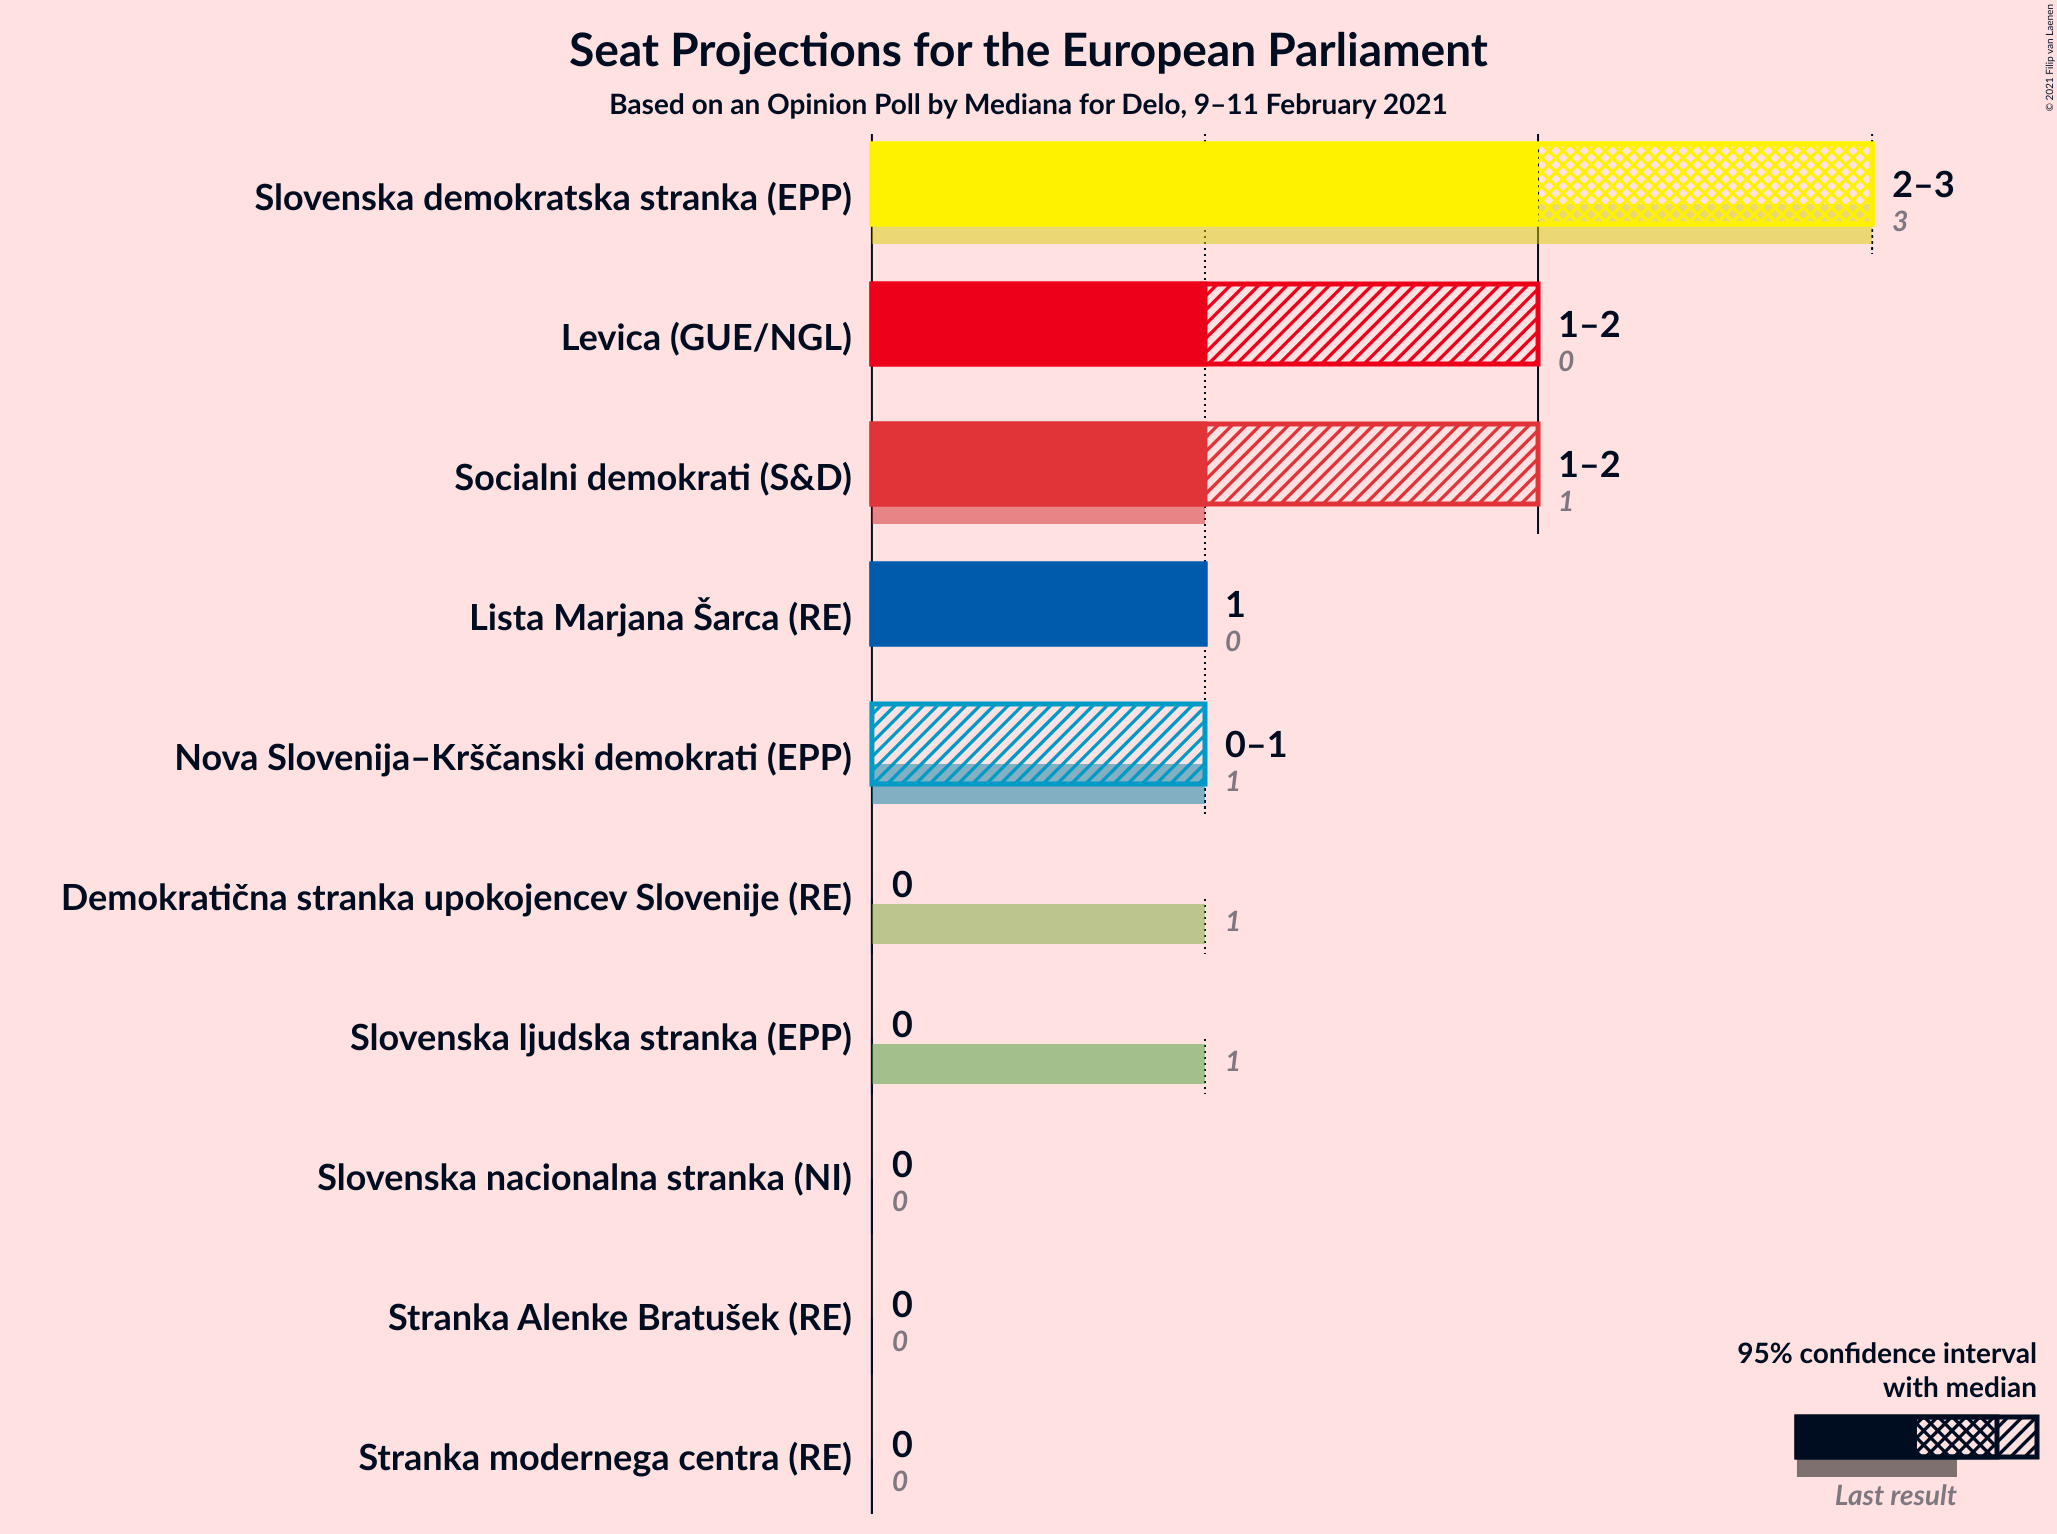 Seat Projections for the European Parliament
Based on an Opinion Poll by Mediana for Delo, 9–11 February 2021
© 2021 Filip van Laenen
Slovenska demokratska stranka (EPP)
2–3
3
Levica (GUE/NGL)
1–2
0
Socialni demokrati (S&D)
1–2
1
Lista Marjana Šarca (RE)
1
0
Nova Slovenija–Krščanski demokrati (EPP)
0–1
1
Demokratična stranka upokojencev Slovenije (RE)
0
1
Slovenska ljudska stranka (EPP)
0
1
Slovenska nacionalna stranka (NI)
0
0
Stranka Alenke Bratušek (RE)
0
0
Stranka modernega centra (RE)
0
0
95% confidence interval
with median
Last result